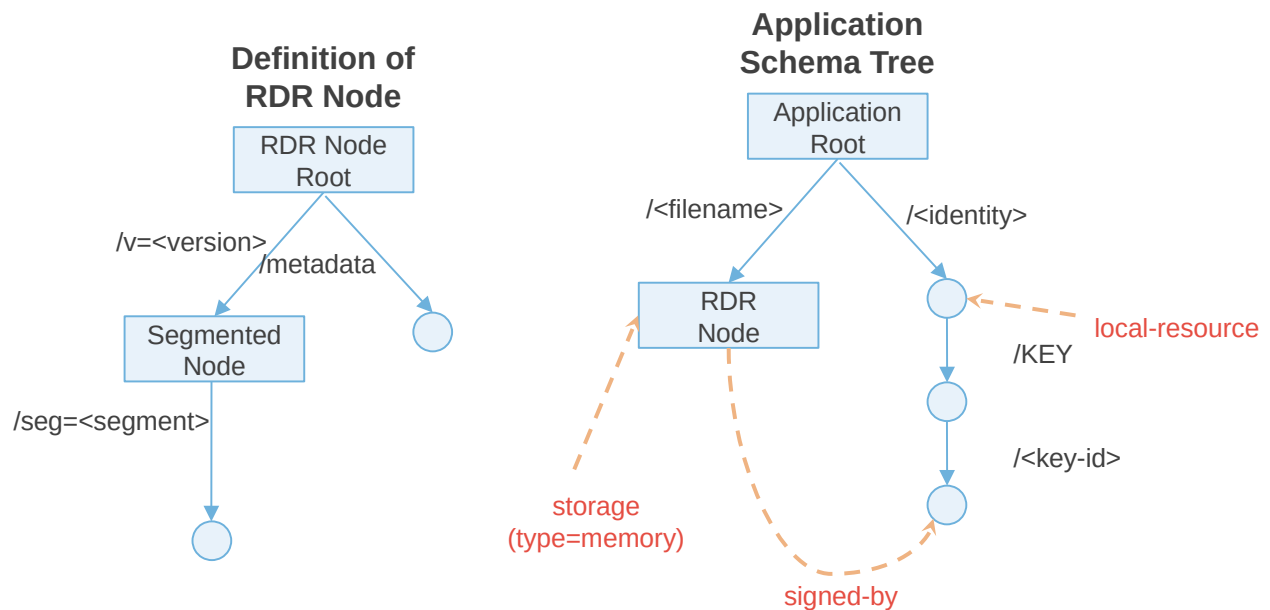 Definition of
RDR Node
RDR Node
Root
/v=<version>
/metadata
Segmented
Node
/seg=<segment>
Application
Schema Tree
Application
Root
/<filename>
/<identity>
RDR
Node
local-resource
/KEY
/<key-id>
storage
(type=memory)
signed-by